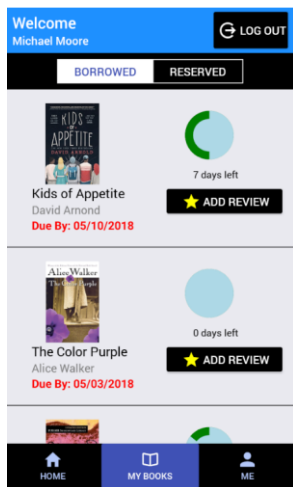 Welcome
Michael Moore
LOG OUT
BORROWED
RESERVED
KIDS
OF
APPETITE
DAVID ARNOLD
7 days left
Kids of Appetite
David Arnond
Due By: 05/10/2018
ADD REVIEW
Alice Walker
The Color Purple
0 days left
The Color Purple
Alice Walker
Due By: 05/03/2018
ADD REVIEW
HOME
MY BOOKS
ME